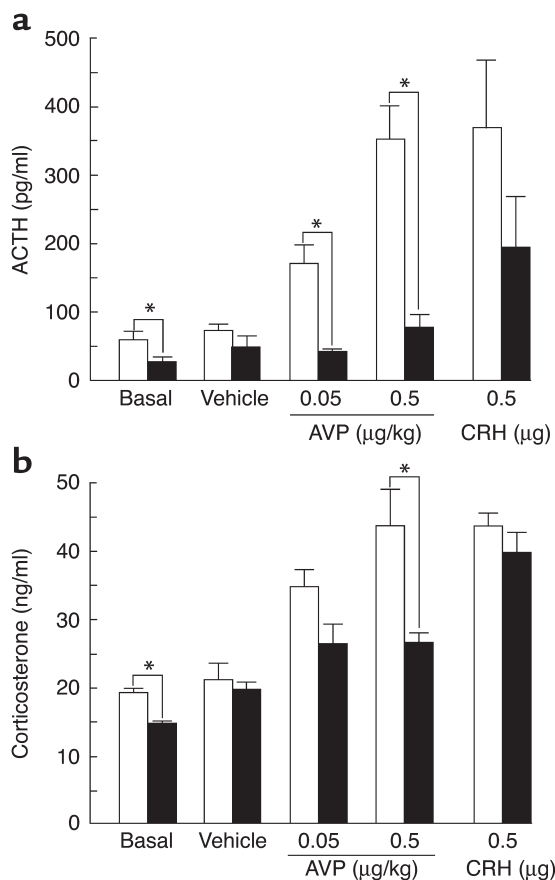 a
500
400
300
200
100
0
ACTH (pg/ml)
*
*
*
Basal Vehicle 0.05 0.5 0.5
AVP (μg/kg) CRH (μg)
b
50
40
30
20
10
0
Corticosterone (ng/ml)
*
*
Basal Vehicle 0.05 0.5 0.5
AVP (μg/kg) CRH (μg)